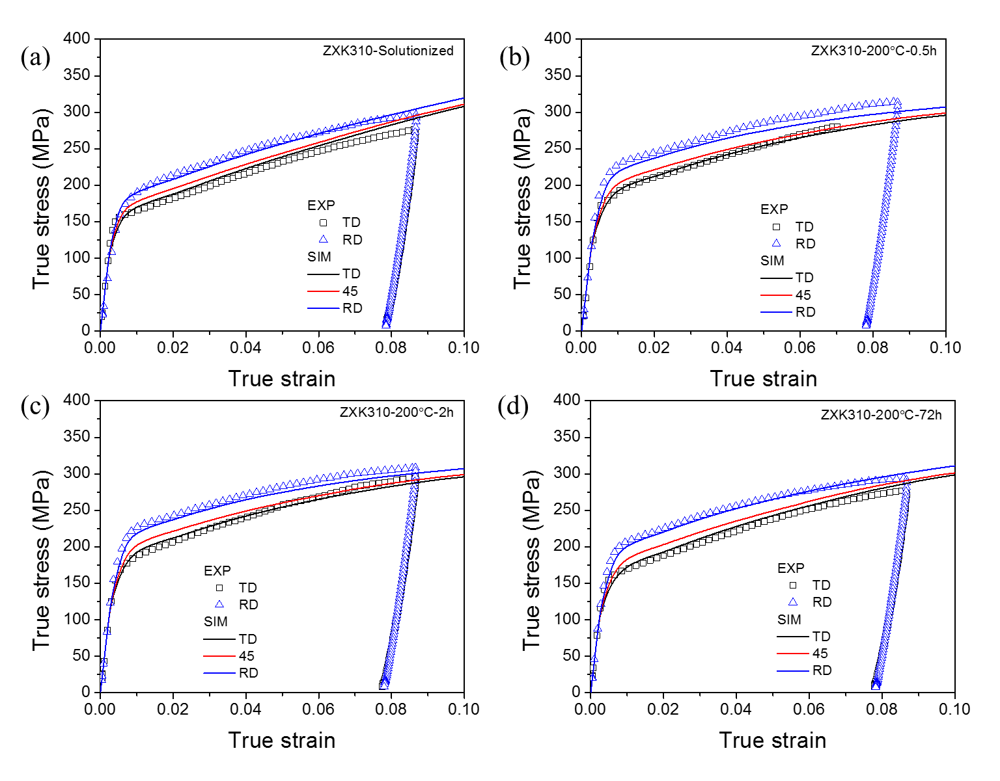 (a)
ZXK310-Solutionized
400
350
300
250
200
150
100
50
0
True stress (MPa)
EXP
TD
RD
SIM
TD
45
RD
0.00 0.02 0.04 0.06 0.08 0.10
True strain
(b)
ZXK310-200°C-0.5h
400
350
300
250
200
150
100
50
0
True stress (MPa)
EXP
TD
RD
SIM
TD
45
RD
0.00 0.02 0.04 0.06 0.08 0.10
True strain
(c)
ZXK310-200°C-2h
400
350
300
250
200
150
100
50
0
True stress (MPa)
EXP
TD
RD
SIM
TD
45
RD
0.00 0.02 0.04 0.06 0.08 0.10
True strain
(d)
ZXK310-200°C-72h
400
350
300
250
200
150
100
50
0
True stress (MPa)
EXP
TD
RD
SIM
TD
45
RD
0.00 0.02 0.04 0.06 0.08 0.10
True strain